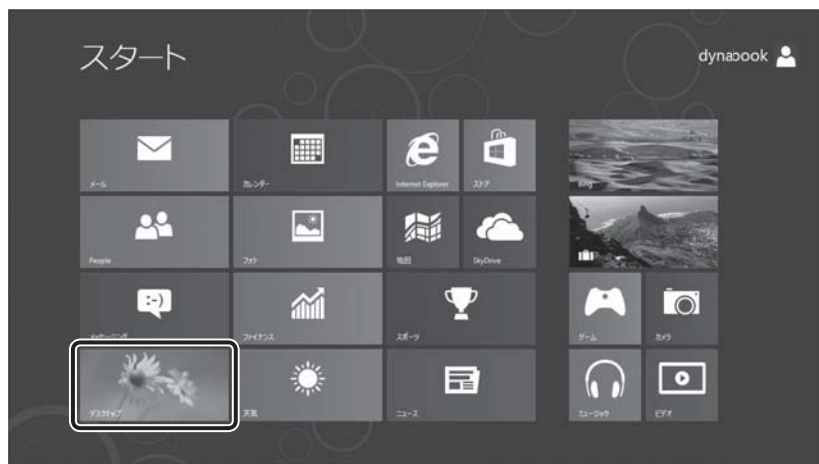 スタート
dynabook
メール
カレンダー
Internet Explorer
ストア
Bing
People
フォト
地図
SkyDrive
メッセージング
ファイナンス
スポーツ
ゲーム
カメラ
デスクトップ
天気
ニュース
ミュージック
ビデオ